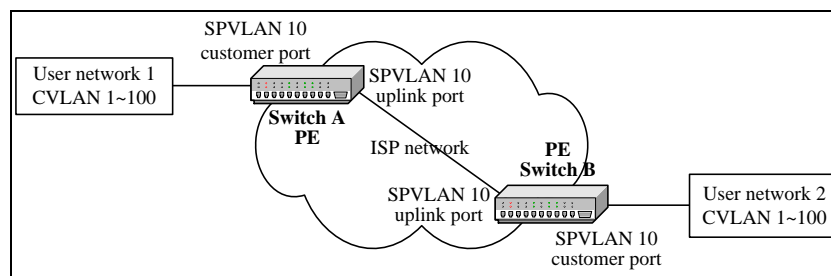 SPVLAN 10
customer port
User network 1
CVLAN 1~100
SPVLAN 10
uplink port
Switch A
PE
ISP network
PE
Switch B
SPVLAN 10
uplink port
User network 2
CVLAN 1~100
SPVLAN 10
customer port